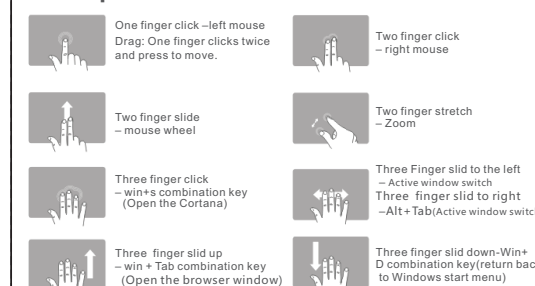 One finger click –left mouse
Drag: One finger clicks twice
and press to move.
Two finger click
– right mouse
Two finger slide
– mouse wheel
Two finger stretch
– Zoom
Three finger click
– win+s combination key
(Open the Cortana)
Three Finger slid to the left
– Active window switch
Three finger slid to right
–Alt+Tab(Active window switc
Three finger slid up
– win + Tab combination key
(Open the browser window)
Three finger slid down-Win+
D combination key(return bac
to Windows start menu)